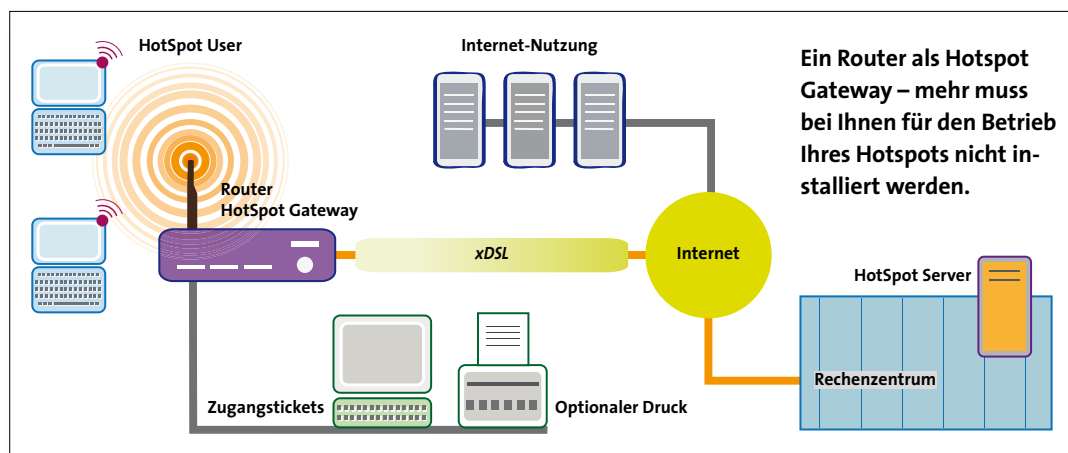 HotSpot User
Internet-Nutzung
Ein Router als Hotspot
Gateway – mehr muss
bei Ihnen für den Betrieb
Ihres Hotspots nicht in-
stalliert werden.
Router
HotSpot Gateway
xDSL
Internet
HotSpot Server
Rechenzentrum
Zugangstickets
Optionaler Druck